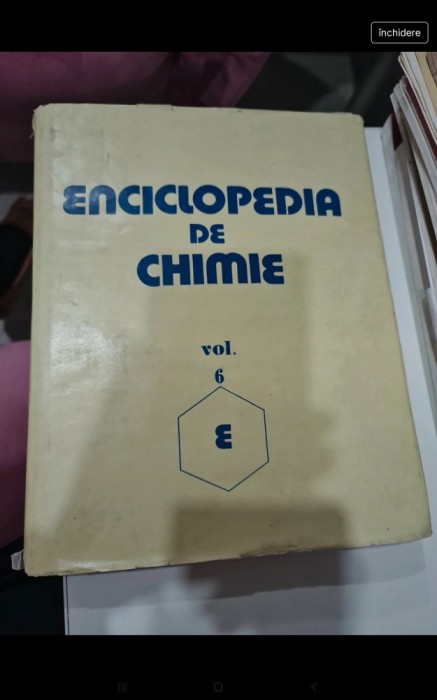 închidere
ENCICLOPEDIA
DE
CHIMIE
vol.
6
E